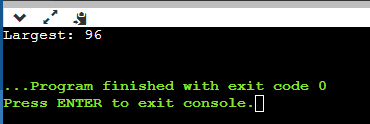 Largest: 96
...Program finished with exit code 0
Press ENTER to exit console.